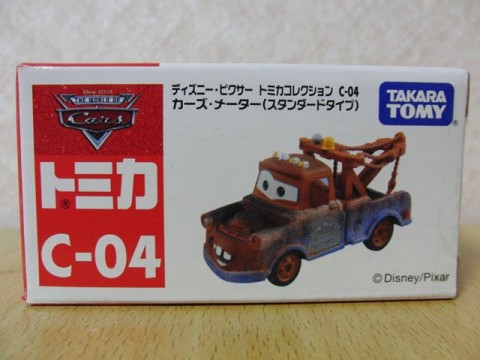 DISNEY·PIXAR
THE WORLD OF
Cars
トミカ
®
C-04
ディズニー・ピクサー トミカコレクション C-04
カーズ・メーター(スタンダードタイプ)
TAKARA
TOMY
©Disney/Pixar